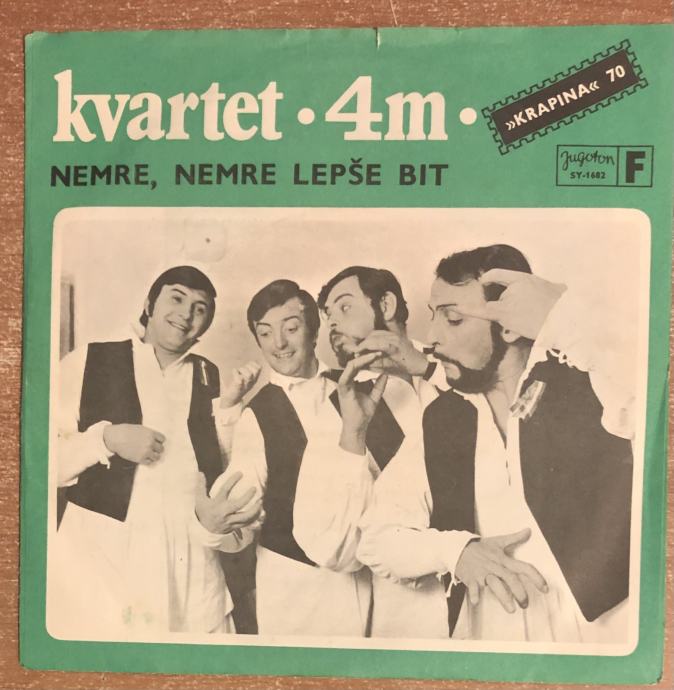 kvartet • 4m •
»KRAPINA« 70
NEMRE, NEMRE LEPŠE BIT
Jugoton
SY-1682
F